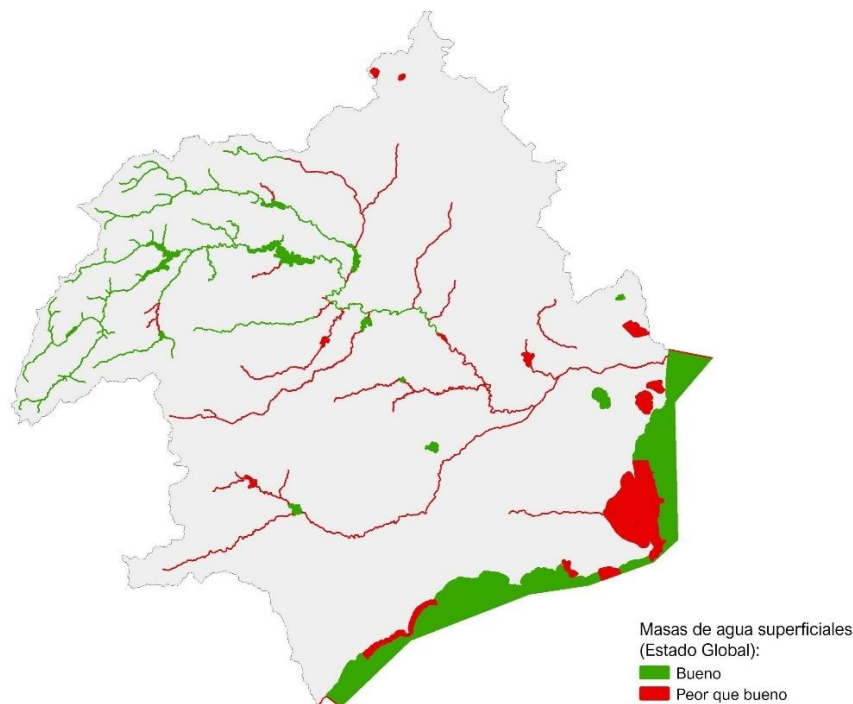 Masas de agua superficiales
(Estado Global):
Bueno
Peor que bueno